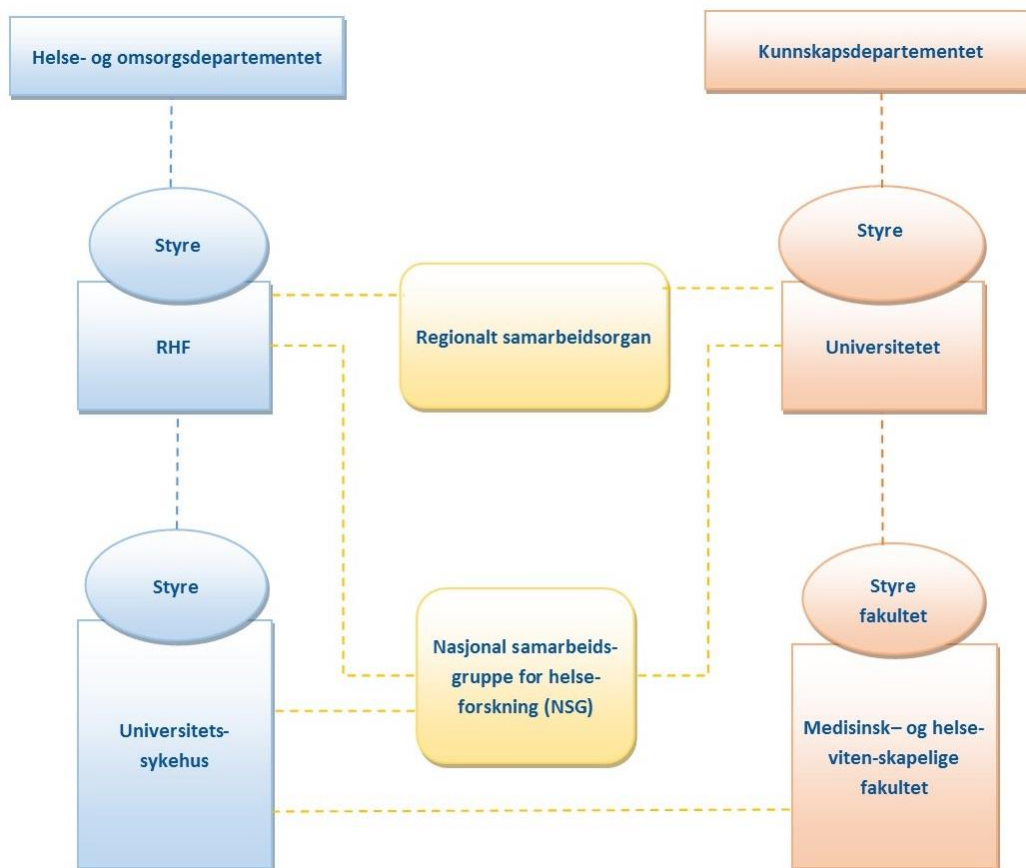 Helse- og omsorgsdepartementet
Kunnskapsdepartementet
Styre
Styre
RHF
Regionalt samarbeidsorgan
Universitetet
Styre
Styre
fakultet
Nasjonal samarbeids-
gruppe for helse-
forskning (NSG)
Universitets-
sykehus
Medisinsk– og helse-
viten-skapelige
fakultet